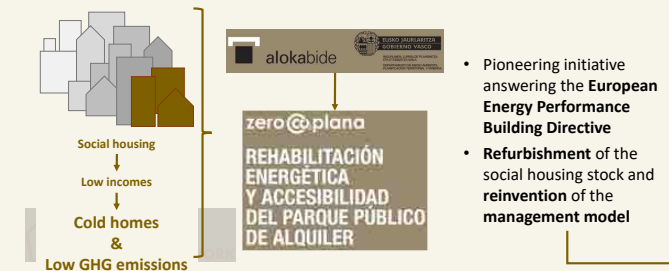 Social housing
Low incomes
Cold homes
&
Low GHG emissions
alokabide
EUSKO JAURLARITZA
GOBIERNO VASCO
zero plana
REHABILITACIÓN
ENERGÉTICA
Y ACCESIBILIDAD
DEL PARQUE PÚBLICO
DE ALQUILER
• Pioneering initiative
answering the European
Energy Performance
Building Directive
• Refurbishment of the
social housing stock and
reinvention of the
management model